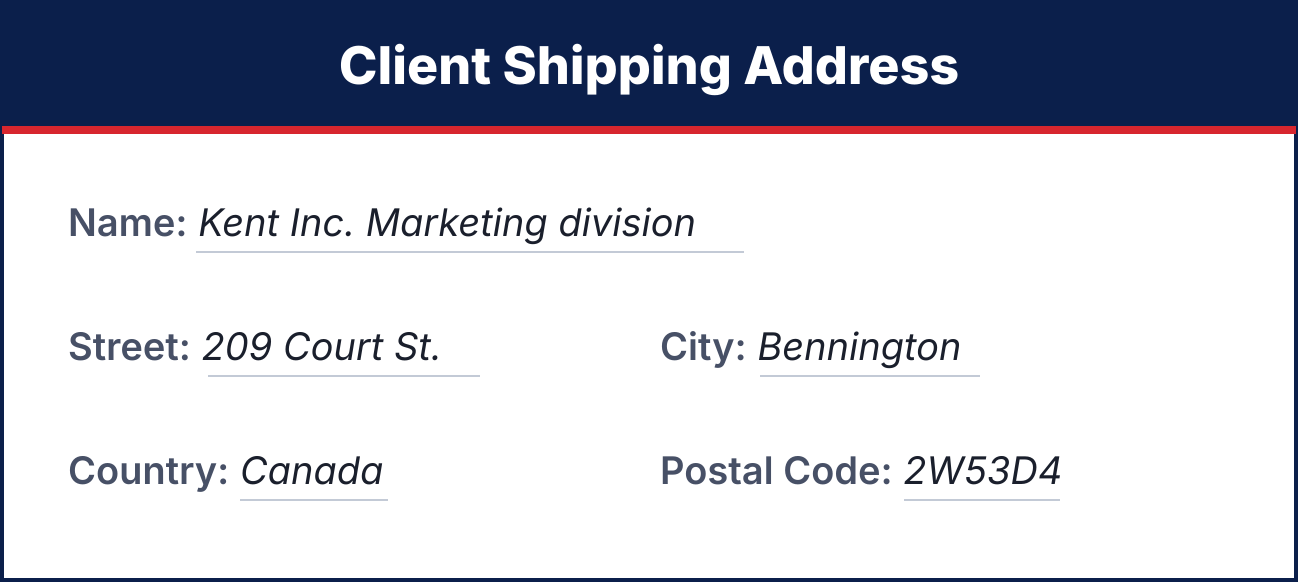 Client Shipping Address
Name: Kent Inc. Marketing division
Street: 209 Court St. City: Bennington
Country: Canada Postal Code: 2W53D4